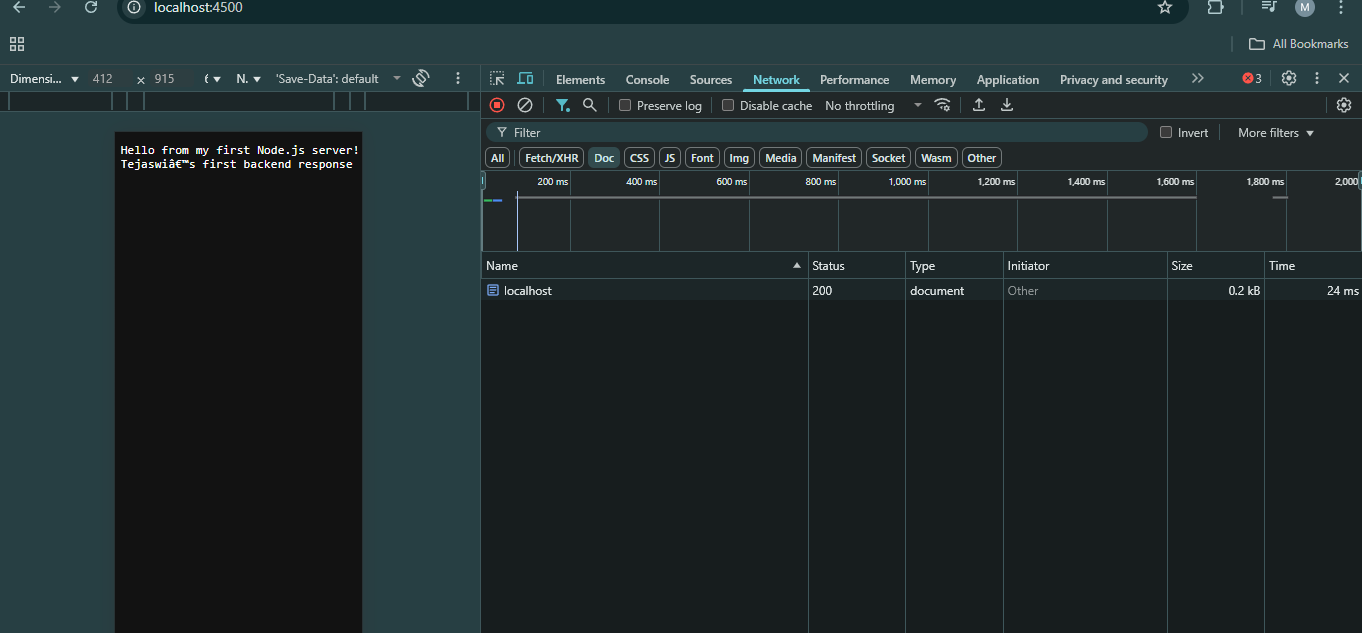 localhost:4500
M
All Bookmarks
Dimensi... 412 × 915 N. 'Save-Data': default
Elements Console Sources Network Performance Memory Application Privacy and security 3
Preserve log Disable cache No throttling
Filter Invert More filters
All Fetch/XHR Doc CSS JS Font Img Media Manifest Socket Wasm Other
200 ms 400 ms 600 ms 800 ms 1,000 ms 1,200 ms 1,400 ms 1,600 ms 1,800 ms 2,000
Name Status Type Initiator Size Time
localhost 200 document Other 0.2 kB 24 ms
Hello from my first Node.js server!
Tejaswiâ€™s first backend response